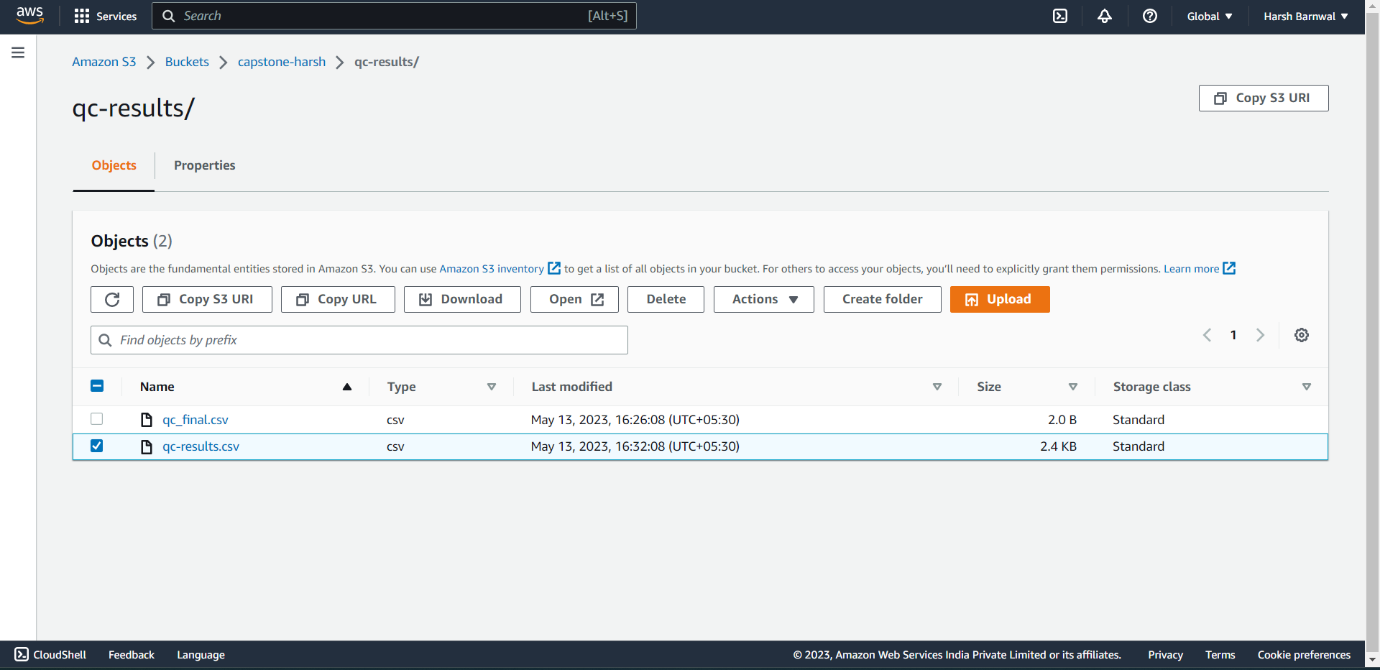 aws Services Search [Alt+S] Global Harsh Barnwal
Amazon S3 Buckets capstone-harsh qc-results/
qc-results/
Copy S3 URI
Objects Properties
Objects (2)
Objects are the fundamental entities stored in Amazon S3. You can use Amazon S3 inventory to get a list of all objects in your bucket. For others to access your objects, you'll need to explicitly grant them permissions. Learn more
Copy S3 URI Copy URL Download Open Delete Actions Create folder Upload
Find objects by prefix 1
Name Type Last modified Size Storage class
qc_final.csv csv May 13, 2023, 16:26:08 (UTC+05:30) 2.0 B Standard
qc-results.csv csv May 13, 2023, 16:32:08 (UTC+05:30) 2.4 KB Standard
CloudShell Feedback Language © 2023, Amazon Web Services India Private Limited or its affiliates. Privacy Terms Cookie preferences